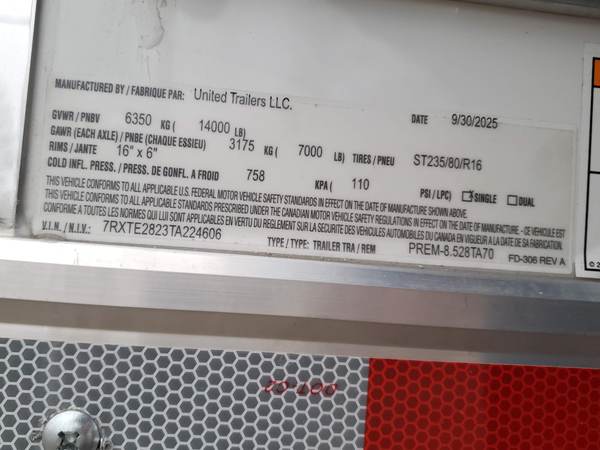 MANUFACTURED BY / FABRIQUE PAR: United Trailers LLC. DATE: 9/30/2025
GVWR / PNBV 6350 KG ( 14000 LB)
GAWR (EACH AXLE) / PNBE (CHAQUE ESSIEU) 3175 KG ( 7000 LB) TIRES / PNEU ST235/80/R16
RIMS / JANTE 16" x 6"
COLD INFL. PRESS. / PRESS. DE GONFL. A FROID 758 KPA ( 110 PSI / LPC) SINGLE DUAL
THIS VEHICLE CONFORMS TO ALL APPLICABLE U.S. FEDERAL MOTOR VEHICLE SAFETY STANDARDS IN EFFECT ON THE DATE OF MANUFACTURE SHOWN ABOVE.
THIS VEHICLE CONFORMS TO ALL APPLICABLE STANDARDS PRESCRIBED UNDER THE CANADIAN MOTOR VEHICLE SAFETY REGULATIONS IN EFFECT ON THE DATE OF MANUFACTURE - CE VÉHICULE EST
CONFORME A TOUTES LES NORMES QUI LUI SONT APPLICABLES EN VERTU DU REGLEMENT SUR LA SECURITE DES VEHICULES AUTOMOBILES DU CANADA EN VIGUEUR A LA DATE DE SA FABRICATION.
V.I.N. / N.I.V.: 7RXTE2823TA224606 TYPE / TYPE: TRAILER TRA / REM PREM-8.528TA70
FD-306 REV A